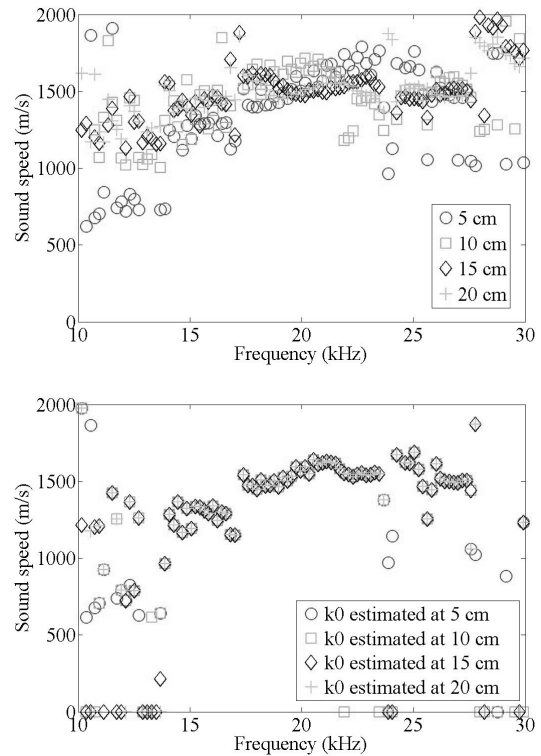 2000
1500
1000
500
0
Sound speed (m/s)
10 15 20 25 30
Frequency (kHz)
5 cm
10 cm
15 cm
20 cm
2000
1500
1000
500
0
Sound speed (m/s)
k0 estimated at 5 cm
k0 estimated at 10 cm
k0 estimated at 15 cm
k0 estimated at 20 cm
10 15 20 25 30
Frequency (kHz)